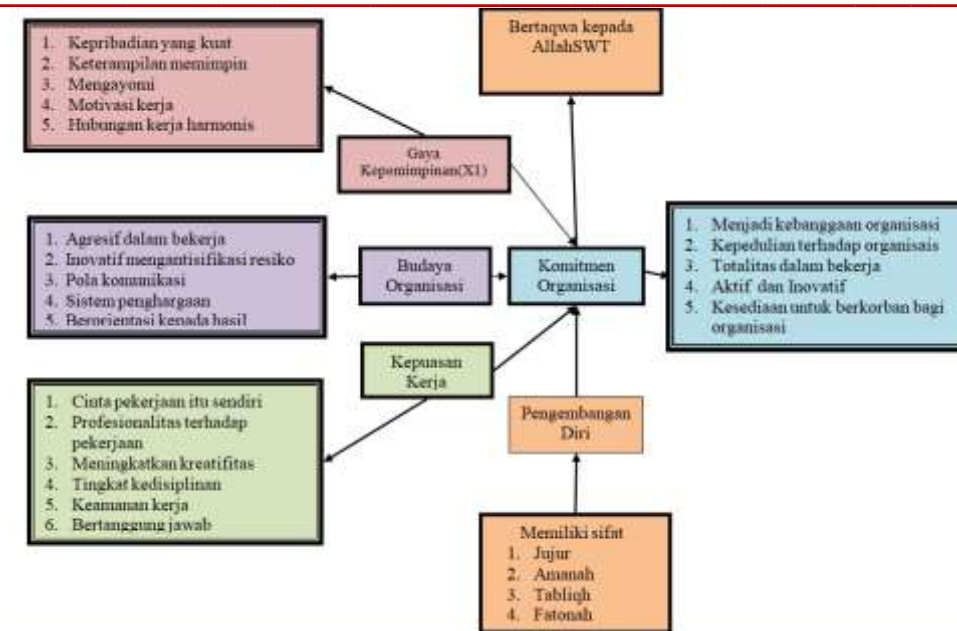 1. Kepribadian yang kuat
2. Keterampilan memimpin
3. Mengayomi
4. Motivasi kerja
5. Hubungan kerja harmonis
Bertaqwa kepada
AllahSWT
Gaya
Kepemimpinan(X1)
1. Agresif dalam bekerja
2. Inovatif mengantisifikasi resiko
3. Pola komunikasi
4. Sistem penghargaan
5. Berorientasi kepada hasil
Budaya
Organisasi
Komitmen
Organisasi
1. Menjadi kebanggaan organisasi
2. Kepedulian terhadap organisais
3. Totalitas dalam bekerja
4. Aktif dan Inovatif
5. Kesediaan untuk berkorban bagi
organisasi
Kepuasan
Kerja
1. Cinta pekerjaan itu sendiri
2. Profesionalitas terhadap
pekerjaan
3. Meningkatkan kreatifitas
4. Tingkat kedisiplinan
5. Keamanan kerja
6. Bertanggung jawab
Pengembangan
Diri
Memiliki sifat
1. Jujur
2. Amanah
3. Tabliqh
4. Fatonah